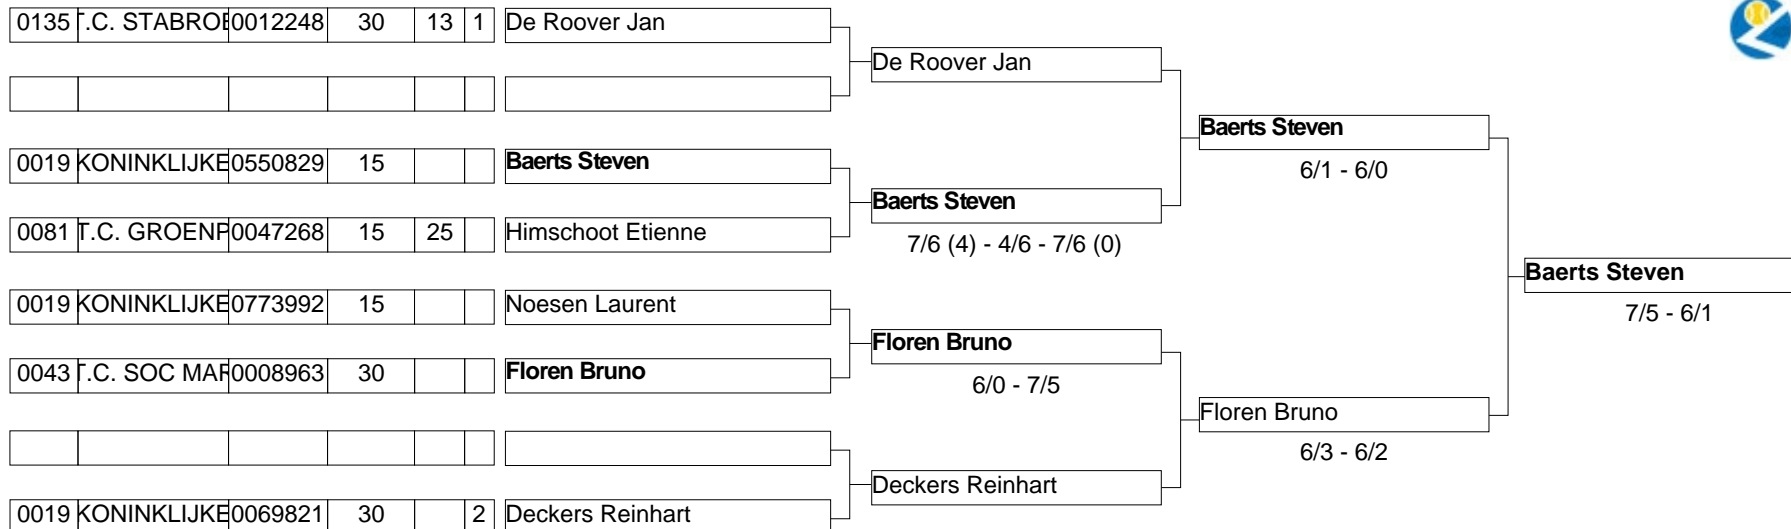 0135 T.C. STABROE 0012248 30 13 1 De Roover Jan
De Roover Jan
Baerts Steven
6/1 - 6/0
0019 KONINKLIJKE 0550829 15 Baerts Steven
Baerts Steven
7/6 (4) - 4/6 - 7/6 (0)
0081 T.C. GROENP 0047268 15 25 Himschoot Etienne
Baerts Steven
7/5 - 6/1
0019 KONINKLIJKE 0773992 15 Noesen Laurent
Floren Bruno
6/0 - 7/5
0043 T.C. SOC MAR 0008963 30 Floren Bruno
Floren Bruno
6/3 - 6/2
Deckers Reinhart
0019 KONINKLIJKE 0069821 30 2 Deckers Reinhart